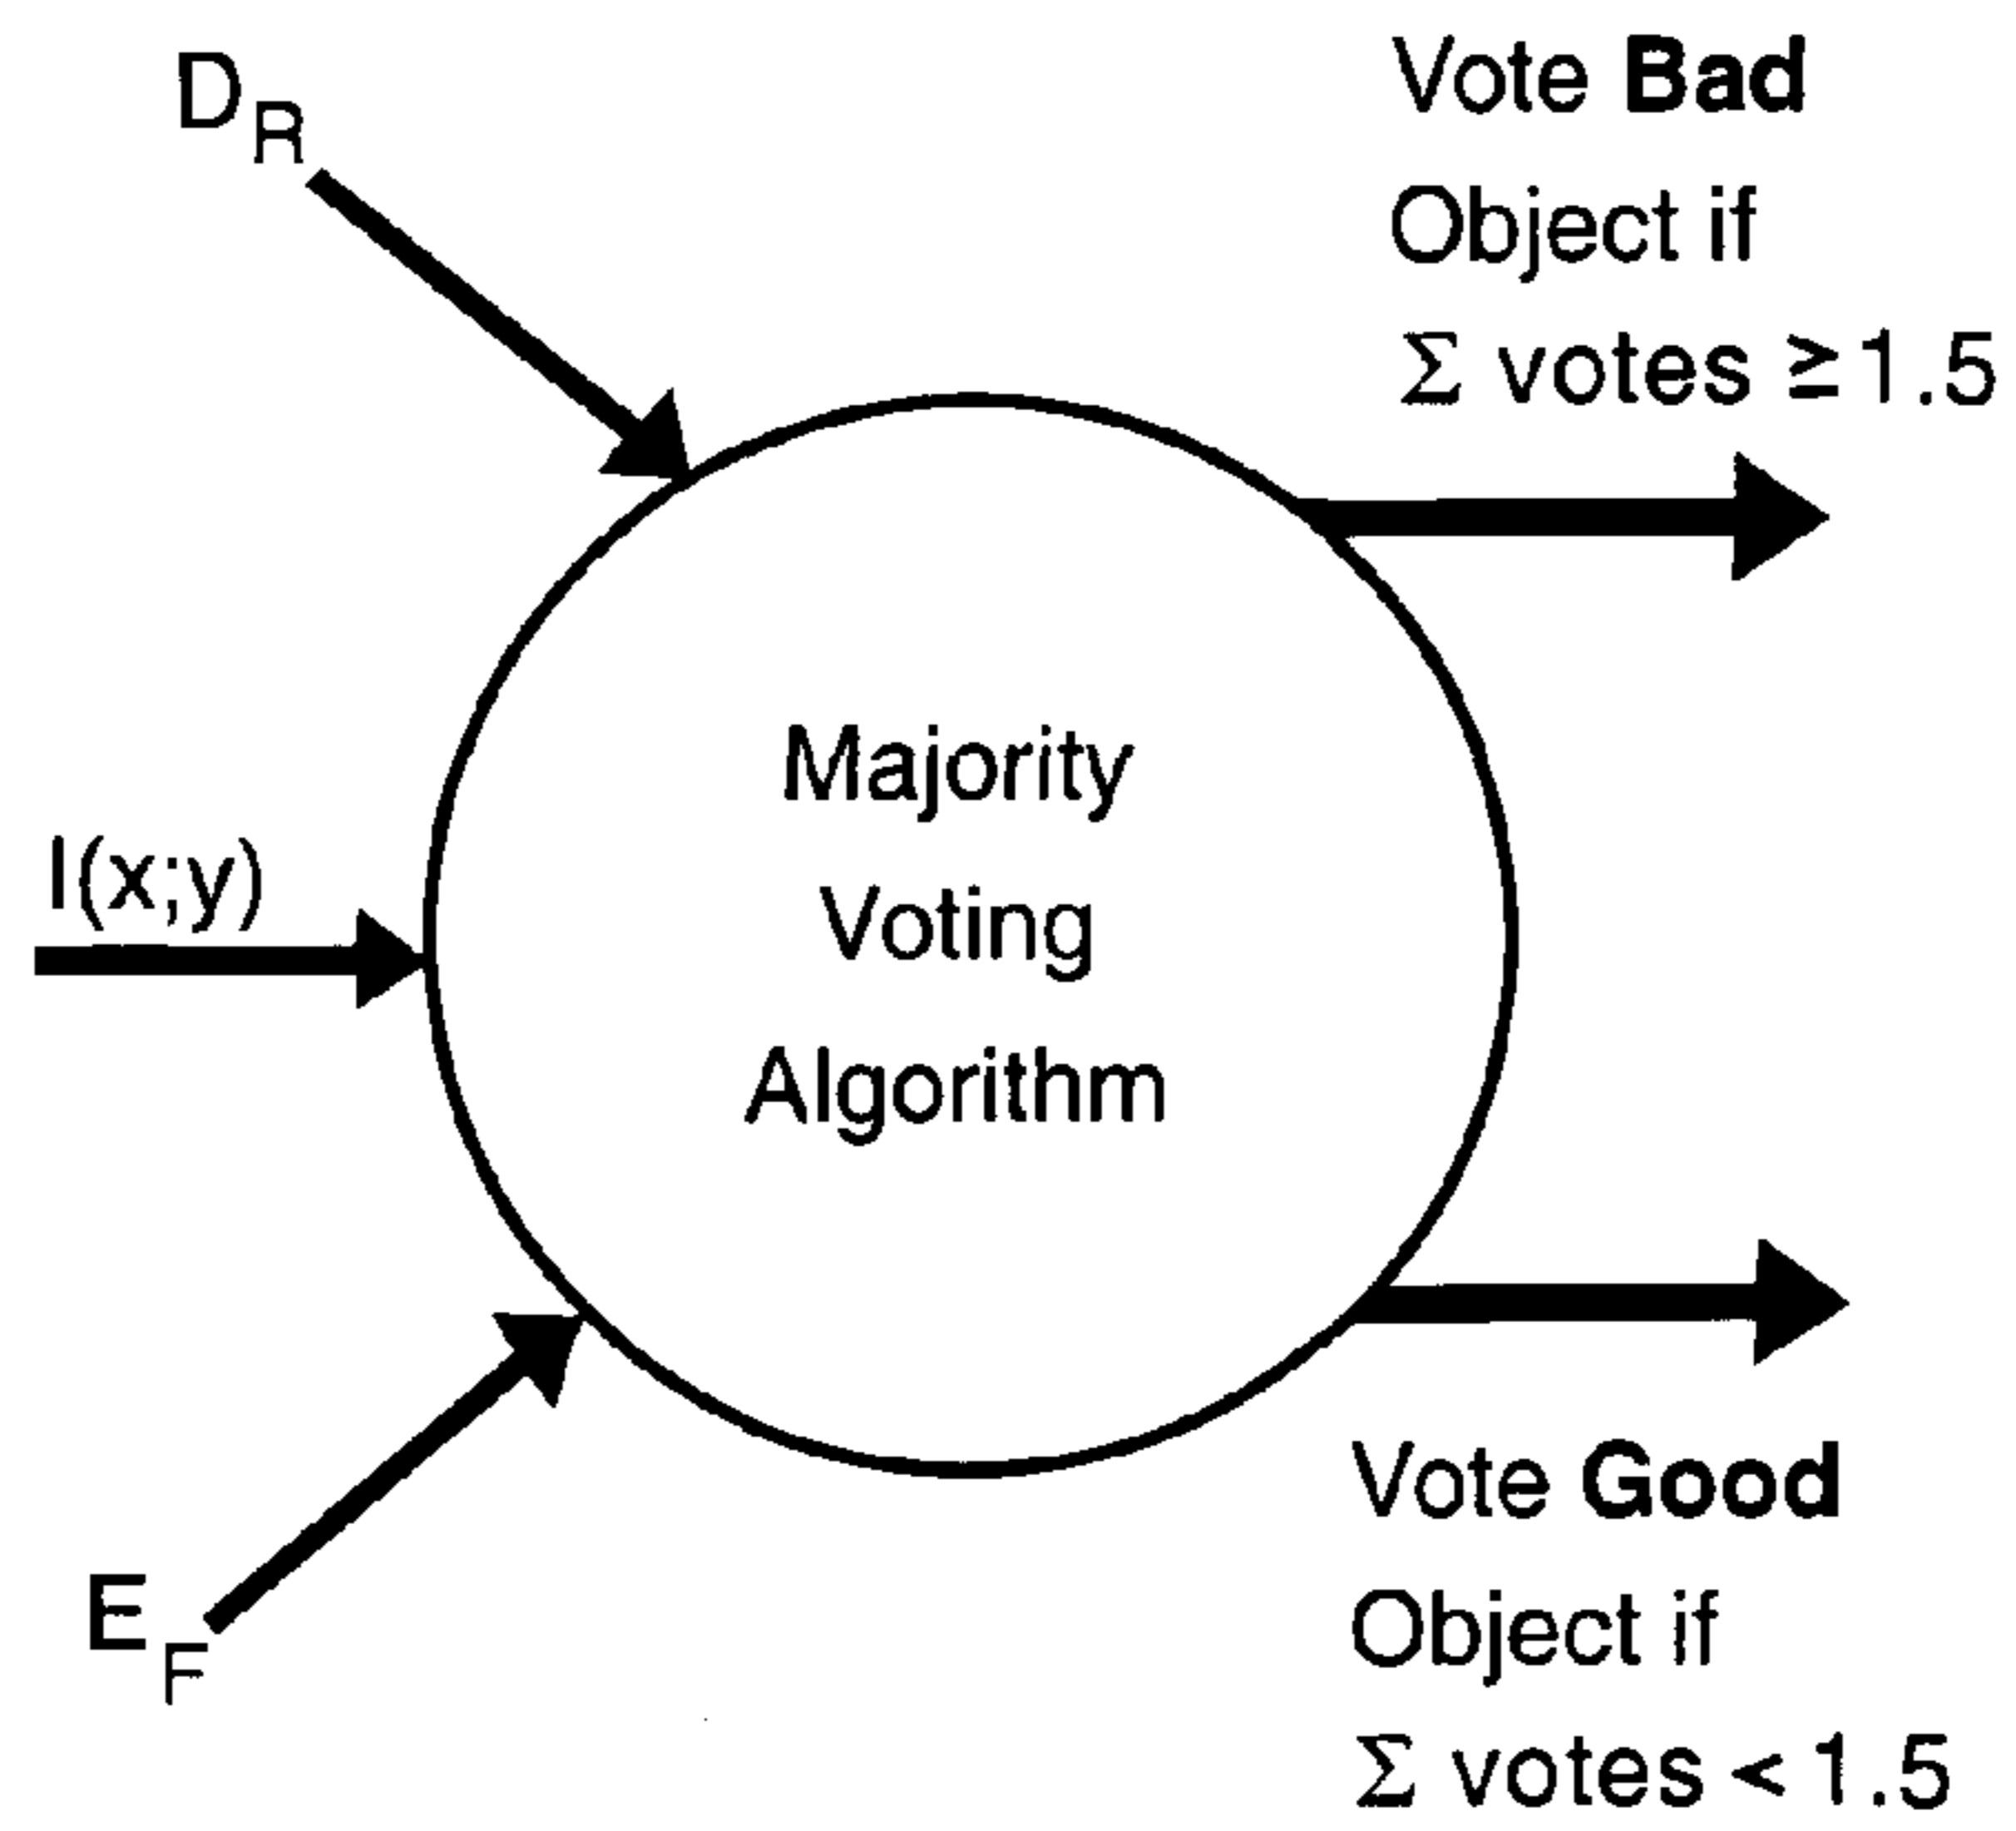 D_R
Vote Bad
Object if
Σ votes ≥ 1.5
Majority
Voting
Algorithm
I(x;y)
E_F
Vote Good
Object if
Σ votes < 1.5